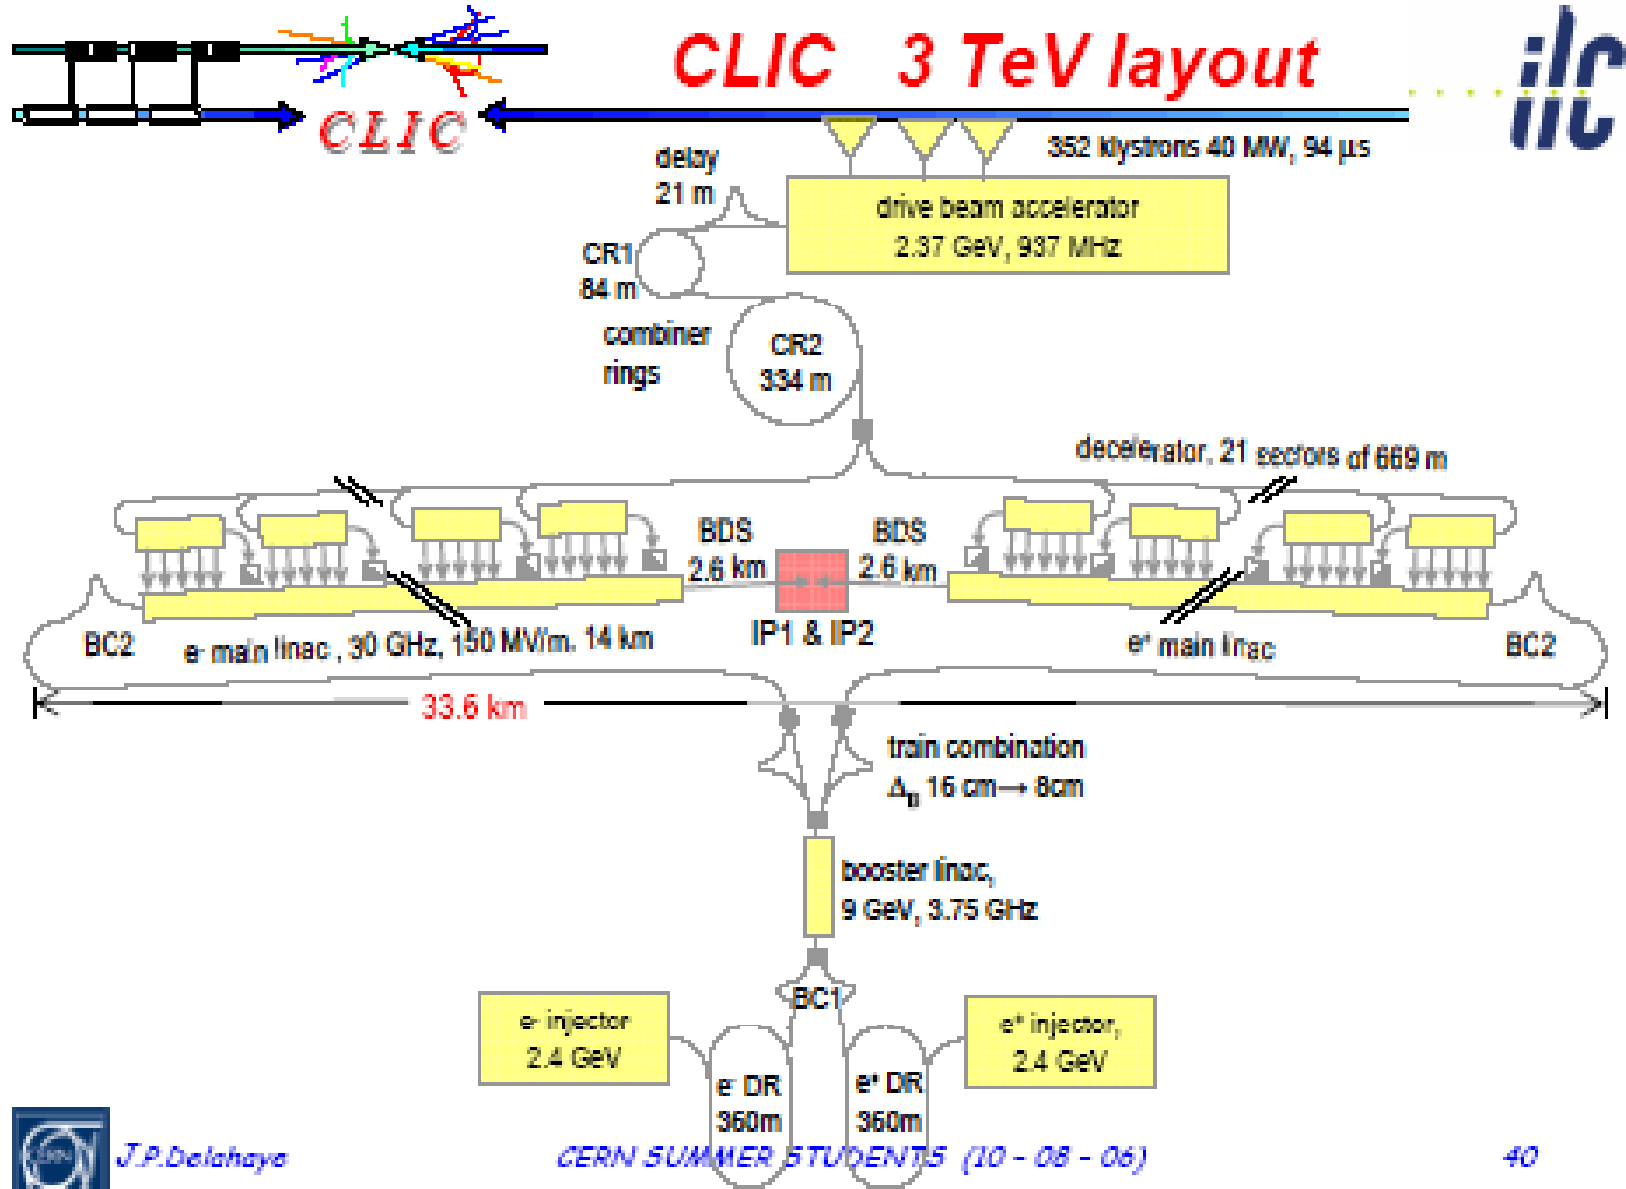 CLIC 3 TeV layout
ilc
CLIC
352 klystrons 40 MW, 94 µs
delay
21 m
drive beam accelerator
2.37 GeV, 937 MHz
CR1
84 m
combiner
rings
CR2
334 m
decelerator, 21 sectors of 669 m
BDS
2.6 km
BDS
2.6 km
IP1 & IP2
BC2
e- main linac , 30 GHz, 150 MV/m, 14 km
e+ main linac
BC2
33.6 km
train combination
16 cm→ 8cm
booster linac,
9 GeV, 3.75 GHz
BC1
e- injector
2.4 GeV
e+ injector,
2.4 GeV
e- DR
360m
e+ DR
360m
CERN
J.P.Delahaye
CERN SUMMER STUDENTS (10 - 08 - 06)
40